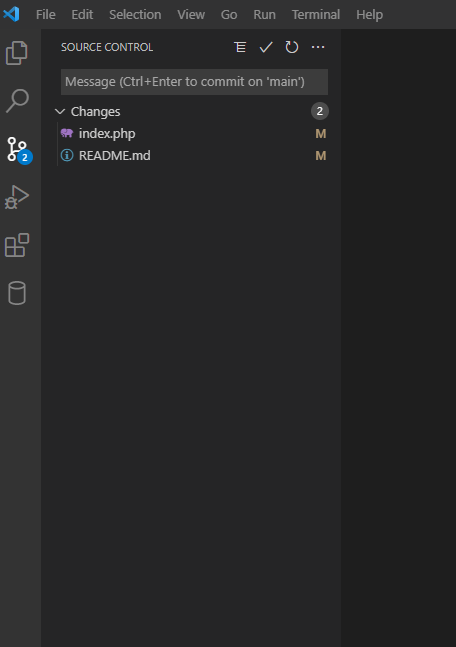 File Edit Selection View Go Run Terminal Help
SOURCE CONTROL
Message (Ctrl+Enter to commit on 'main')
Changes 2
index.php M
README.md M
2